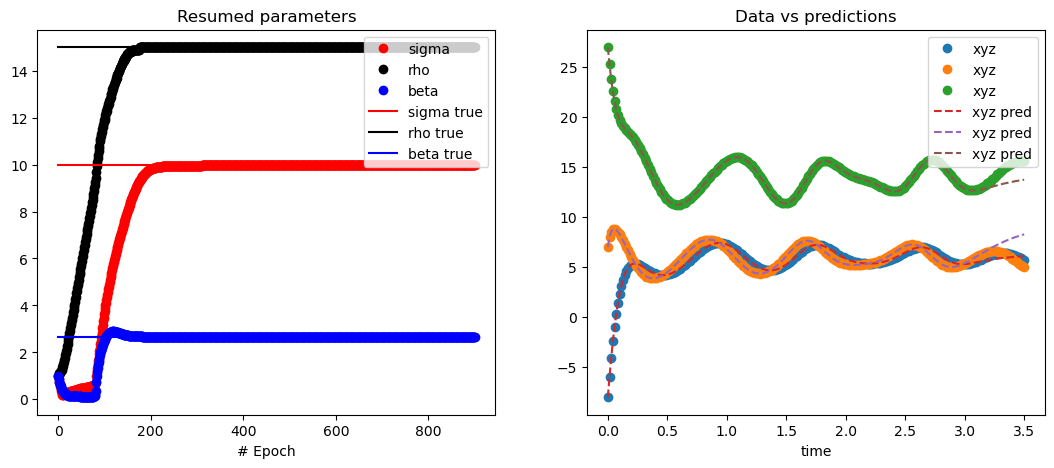 Resumed parameters
14
12
10
8
6
4
2
0
0
200
400
600
800
# Epoch
sigma
rho
beta
sigma true
rho true
beta true
Data vs predictions
25
20
15
10
5
0
−5
0.0
0.5
1.0
1.5
2.0
2.5
3.0
3.5
time
xyz
xyz
xyz
xyz pred
xyz pred
xyz pred